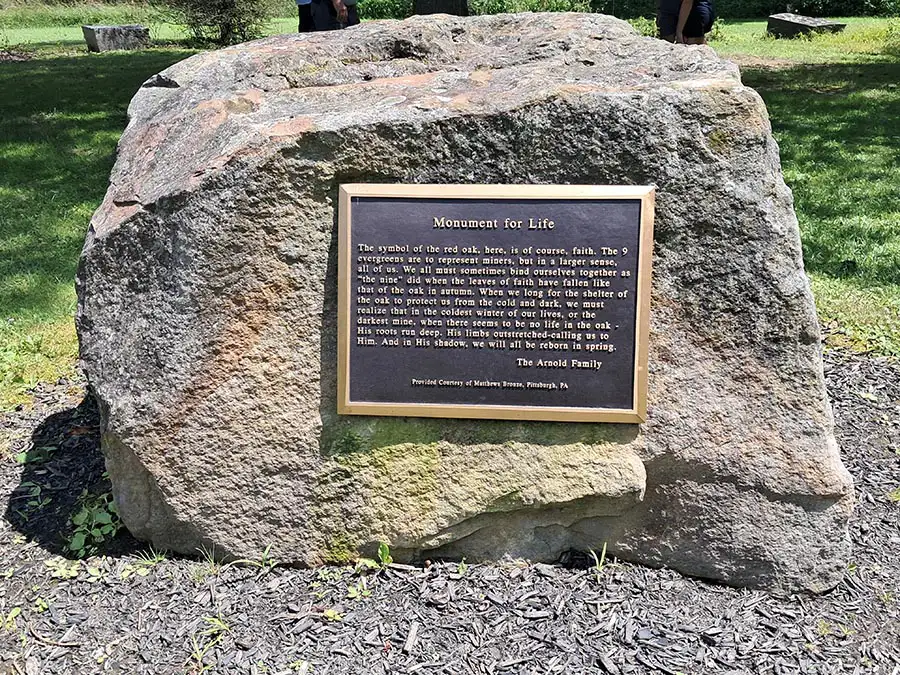 Monument for Life
The symbol of the red oak, here, is of course, faith. The 9
evergreens are to represent miners, but in a larger sense,
all of us. We all must sometimes bind ourselves together as
"the nine" did when the leaves of faith have fallen like
that of the oak in autumn. When we long for the shelter of
the oak to protect us from the cold and dark, we must
realize that in the coldest winter of our lives, or the
darkest mine, when there seems to be no life in the oak -
His roots run deep. His limbs outstretched-calling us to
Him. And in His shadow, we will all be reborn in spring.
The Arnold Family
Provided Courtesy of Matthews Bronze, Pittsburgh, PA